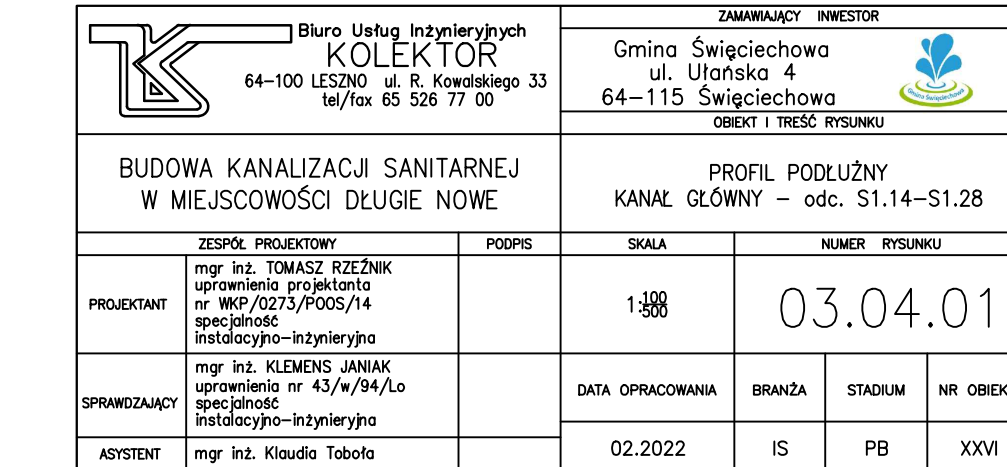 Biuro Usług Inżynieryjnych
KOLEKTOR
64-100 LESZNO ul. R. Kowalskiego 33
tel/fax 65 526 77 00
ZAMAWIAJĄCY INWESTOR
Gmina Święciechowa
ul. Ułańska 4
64-115 Święciechowa
Gmina Święciechowa
OBIEKT I TREŚĆ RYSUNKU
BUDOWA KANALIZACJI SANITARNEJ
W MIEJSCOWOŚCI DŁUGIE NOWE
PROFIL PODŁUŻNY
KANAŁ GŁÓWNY - odc. S1.14-S1.28
ZESPÓŁ PROJEKTOWY
PODPIS
SKALA
NUMER RYSUNKU
PROJEKTANT
mgr inż. TOMASZ RZEŹNIK
uprawnienia projektanta
nr WKP/0273/POOS/14
specjalność
instalacyjno-inżynieryjna
1:100/500
03.04.01
SPRAWDZAJĄCY
mgr inż. KLEMENS JANIAK
uprawnienia nr 43/w/94/Lo
specjalność
instalacyjno-inżynieryjna
DATA OPRACOWANIA
BRANŻA
STADIUM
NR OBIEK
ASYSTENT
mgr inż. Klaudia Toboła
02.2022
IS
PB
XXVI